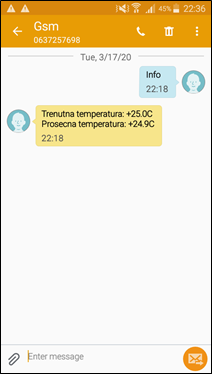 45% 22:36
Gsm
0637257698
Tue, 3/17/20
Info
22:18
Trenutna temperatura: +25.0C
Prosecna temperatura: +24.9C
22:18
Enter message